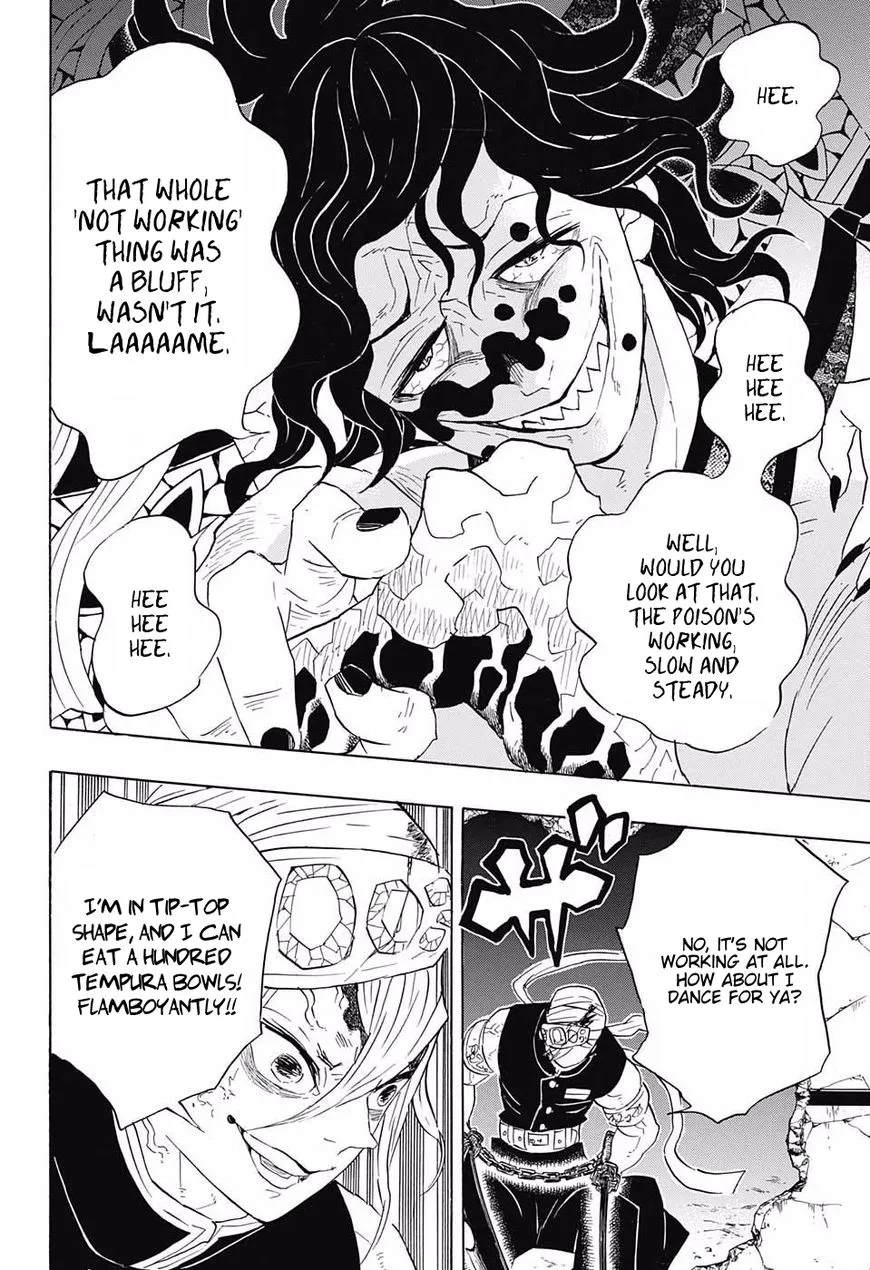 HEE.
THAT WHOLE
'NOT WORKING'
THING WAS
A BLUFF,
WASN'T IT.
LAAAAAME.
HEE
HEE
HEE.
WELL,
WOULD YOU
LOOK AT THAT.
THE POISON'S
WORKING,
SLOW AND
STEADY.
HEE
HEE
HEE.
ザッ
NO, IT'S NOT
WORKING AT ALL.
HOW ABOUT I
DANCE FOR YA?
I'M IN TIP-TOP
SHAPE, AND I CAN
EAT A HUNDRED
TEMPURA BOWLS!
FLAMBOYANTLY!!